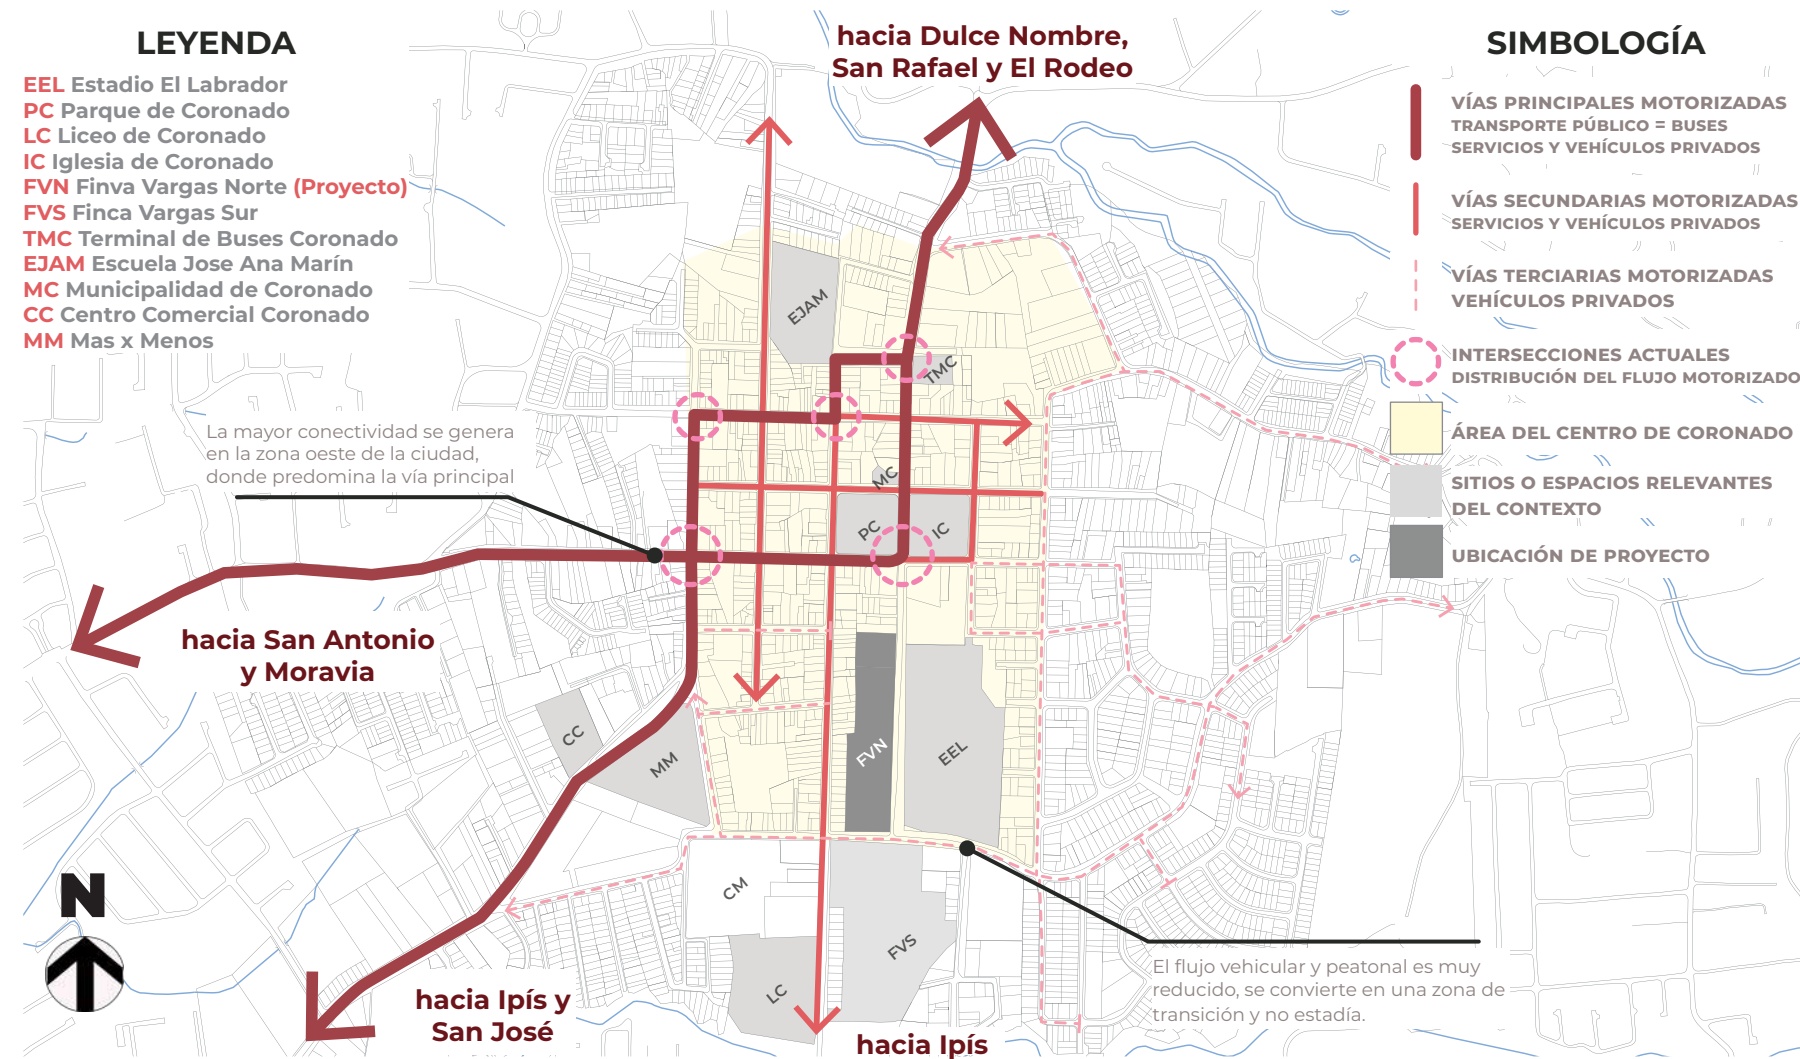 LEYENDA
EEL Estadio El Labrador
PC Parque de Coronado
LC Liceo de Coronado
IC Iglesia de Coronado
FVN Finva Vargas Norte (Proyecto)
FVS Finca Vargas Sur
TMC Terminal de Buses Coronado
EJAM Escuela Jose Ana Marín
MC Municipalidad de Coronado
CC Centro Comercial Coronado
MM Mas x Menos
hacia Dulce Nombre,
San Rafael y El Rodeo
SIMBOLOGÍA
VÍAS PRINCIPALES MOTORIZADAS
TRANSPORTE PÚBLICO = BUSES
SERVICIOS Y VEHÍCULOS PRIVADOS
VÍAS SECUNDARIAS MOTORIZADAS
SERVICIOS Y VEHÍCULOS PRIVADOS
VÍAS TERCIARIAS MOTORIZADAS
VEHÍCULOS PRIVADOS
INTERSECCIONES ACTUALES
DISTRIBUCIÓN DEL FLUJO MOTORIZADO
ÁREA DEL CENTRO DE CORONADO
SITIOS O ESPACIOS RELEVANTES
DEL CONTEXTO
UBICACIÓN DE PROYECTO
EJAM
TMC
La mayor conectividad se genera
en la zona oeste de la ciudad,
donde predomina la vía principal
MC
PC
IC
hacia San Antonio
y Moravia
CC
MM
FVN
EEL
CM
FVS
LC
N
hacia Ipís y
San José
hacia Ipís
El flujo vehicular y peatonal es muy
reducido, se convierte en una zona de
transición y no estadía.